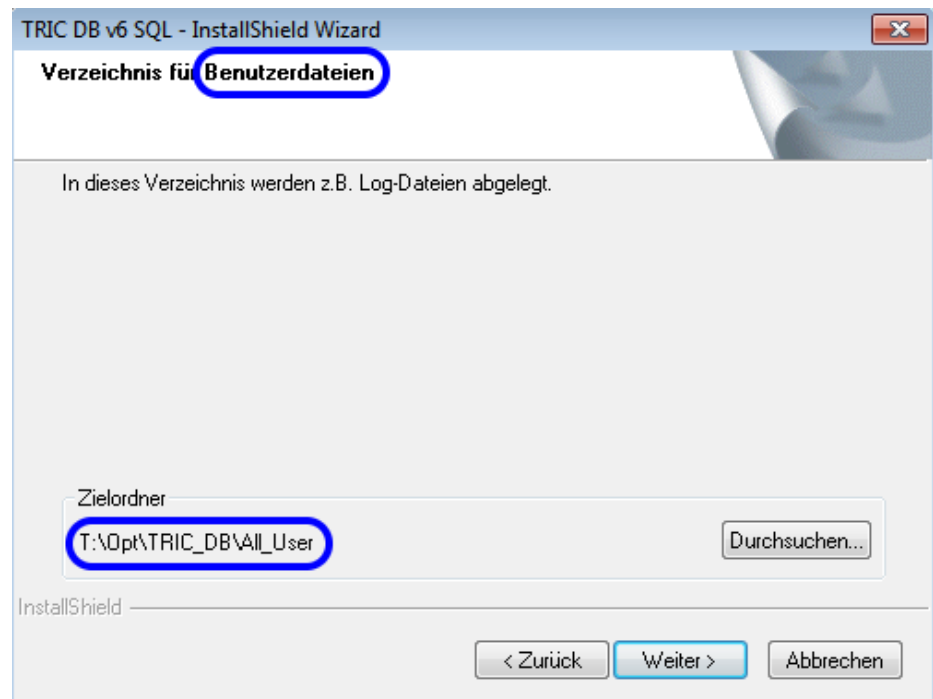 TRIC DB v6 SQL - InstallShield Wizard
Verzeichnis für Benutzerdateien
In dieses Verzeichnis werden z.B. Log-Dateien abgelegt.
Zielordner
T:\Opt\TRIC_DB\All_User
Durchsuchen...
InstallShield
< Zurück
Weiter >
Abbrechen